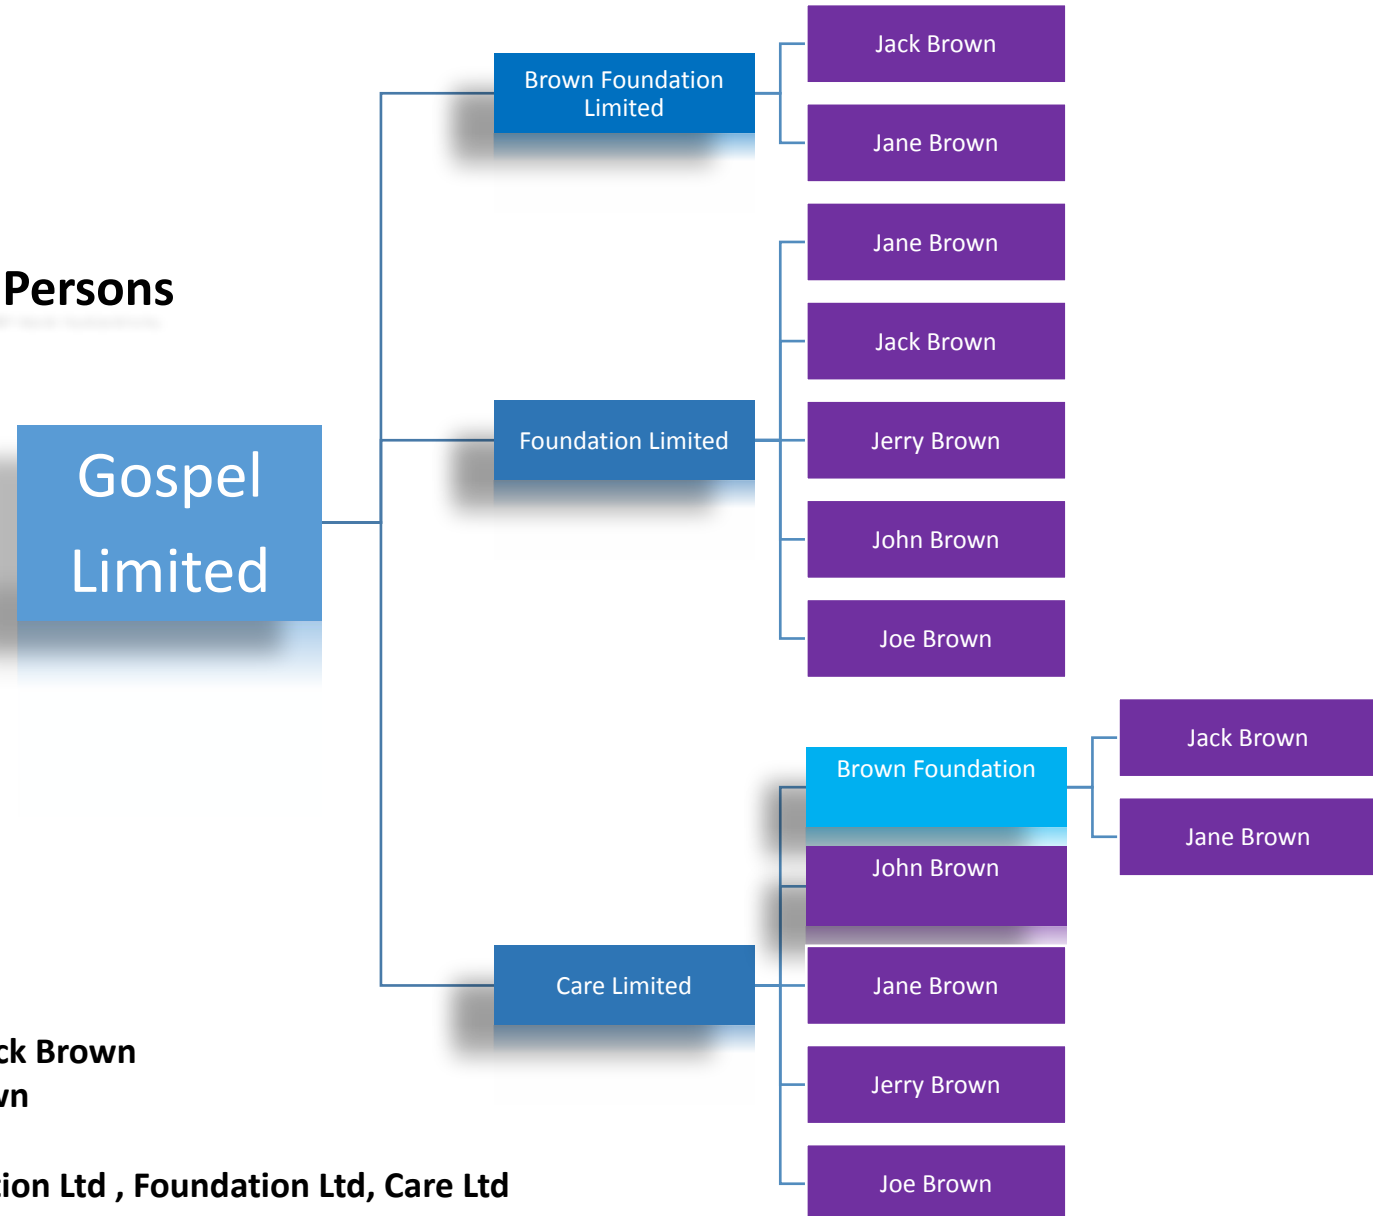 Persons
Gospel
Limited
Brown Foundation
Limited
Jack Brown
Jane Brown
Foundation Limited
Jane Brown
Jack Brown
Jerry Brown
John Brown
Joe Brown
Care Limited
Brown Foundation
Jack Brown
Jane Brown
John Brown
Jane Brown
Jerry Brown
Joe Brown
ck Brown
wn
tion Ltd , Foundation Ltd, Care Ltd